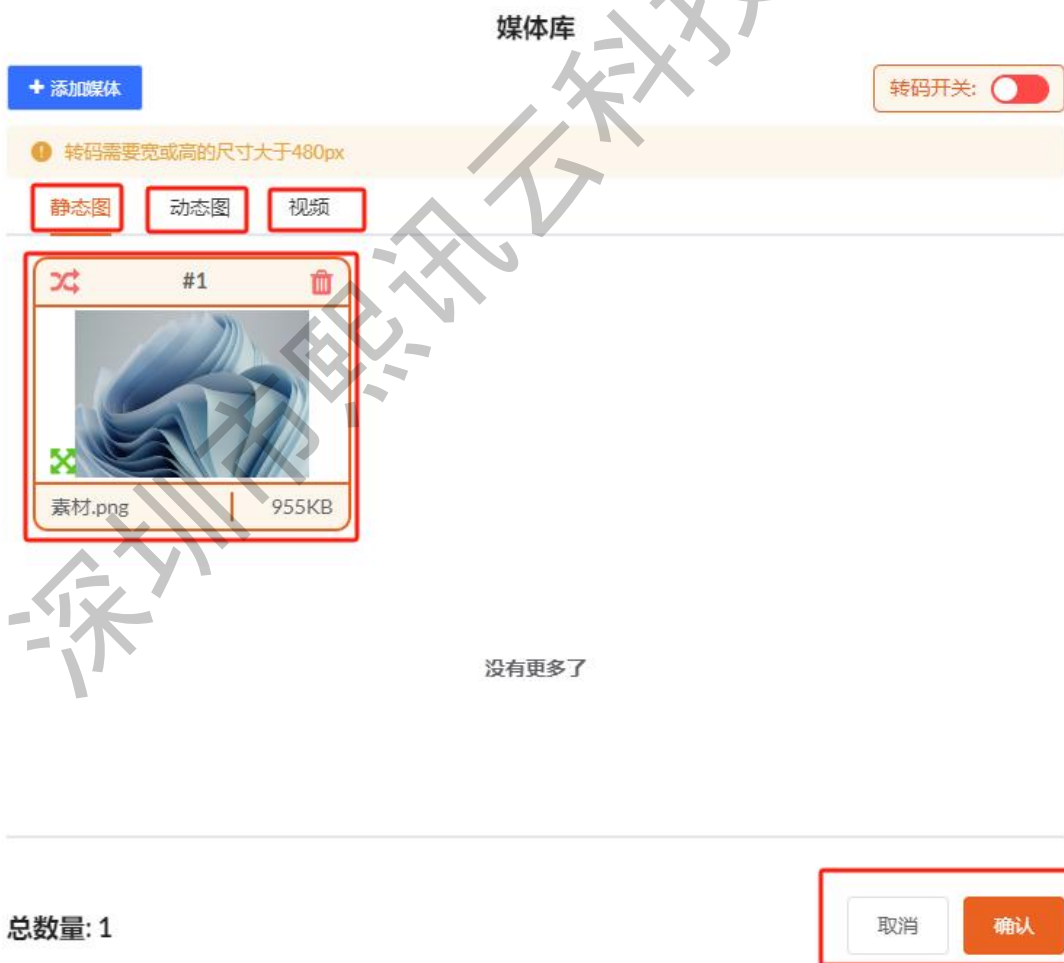 媒体库
+ 添加媒体
转码开关:
转码需要宽或高的尺寸大于480px
静态图 动态图 视频
#1
素材.png 955KB
没有更多了
总数量: 1
取消 确认
深圳市熙讯云科技